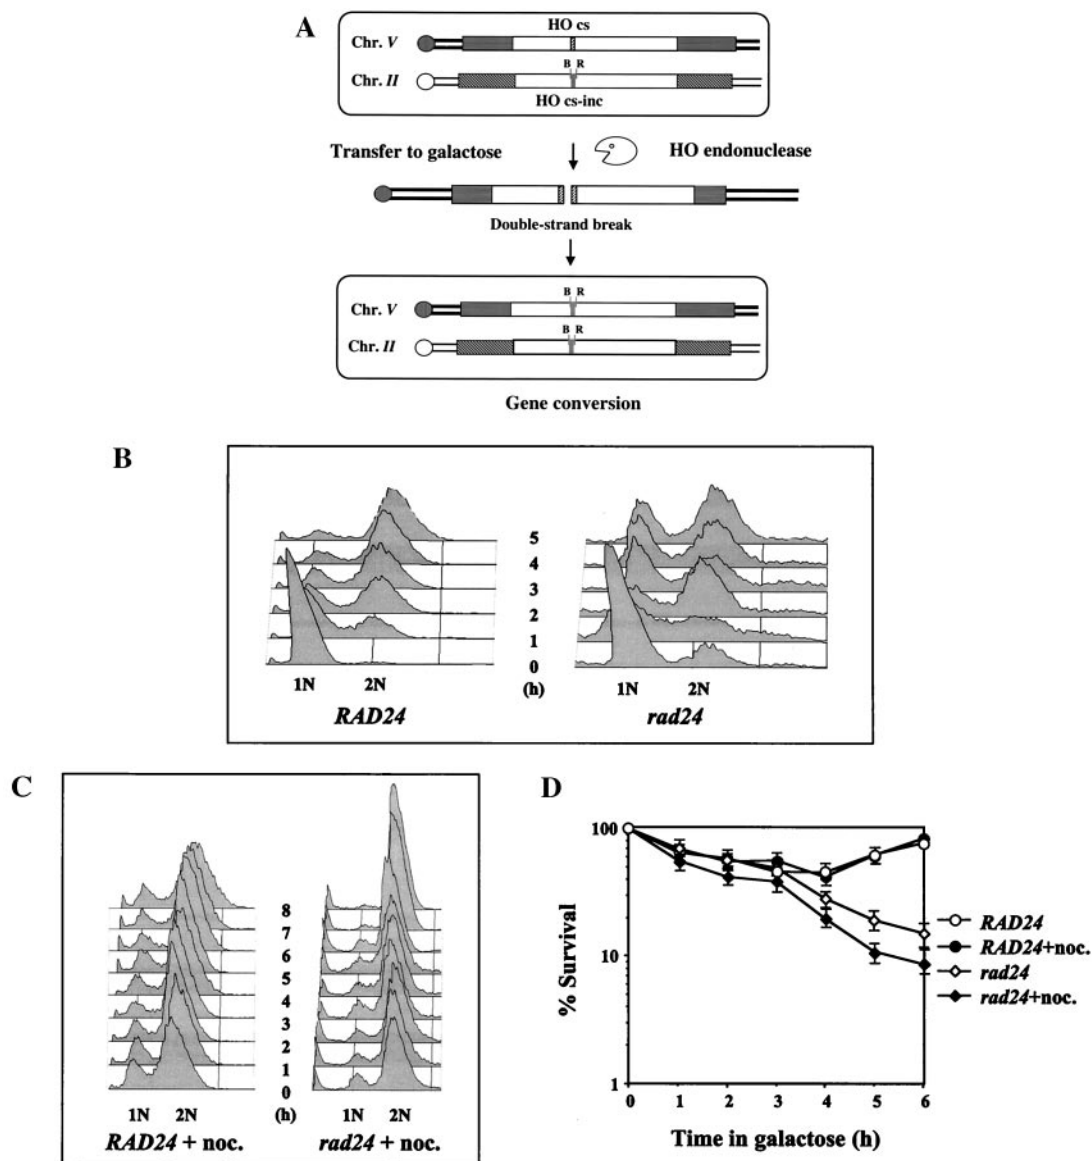 A
HO cs
Chr. V
B R
Chr. II
HO cs-inc
Transfer to galactose
HO endonuclease
Double-strand break
B R
Chr. V
B R
Chr. II
Gene conversion
B
5
4
3
2
1
0
1N 2N (h) 1N 2N
RAD24 rad24
C
8
7
6
5
4
3
2
1
0
1N 2N (h) 1N 2N
RAD24 + noc. rad24 + noc.
D
100
10
1
% Survival
0 1 2 3 4 5 6
Time in galactose (h)
RAD24
RAD24+noc.
rad24
rad24+noc.